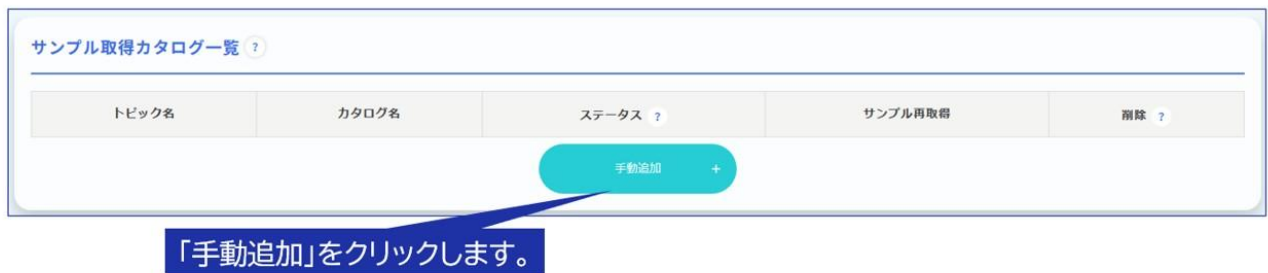 サンプル取得カタログ一覧 ?
トピック名 カタログ名 ステータス ? サンプル再取得 削除 ?
手動追加 +
「手動追加」をクリックします。